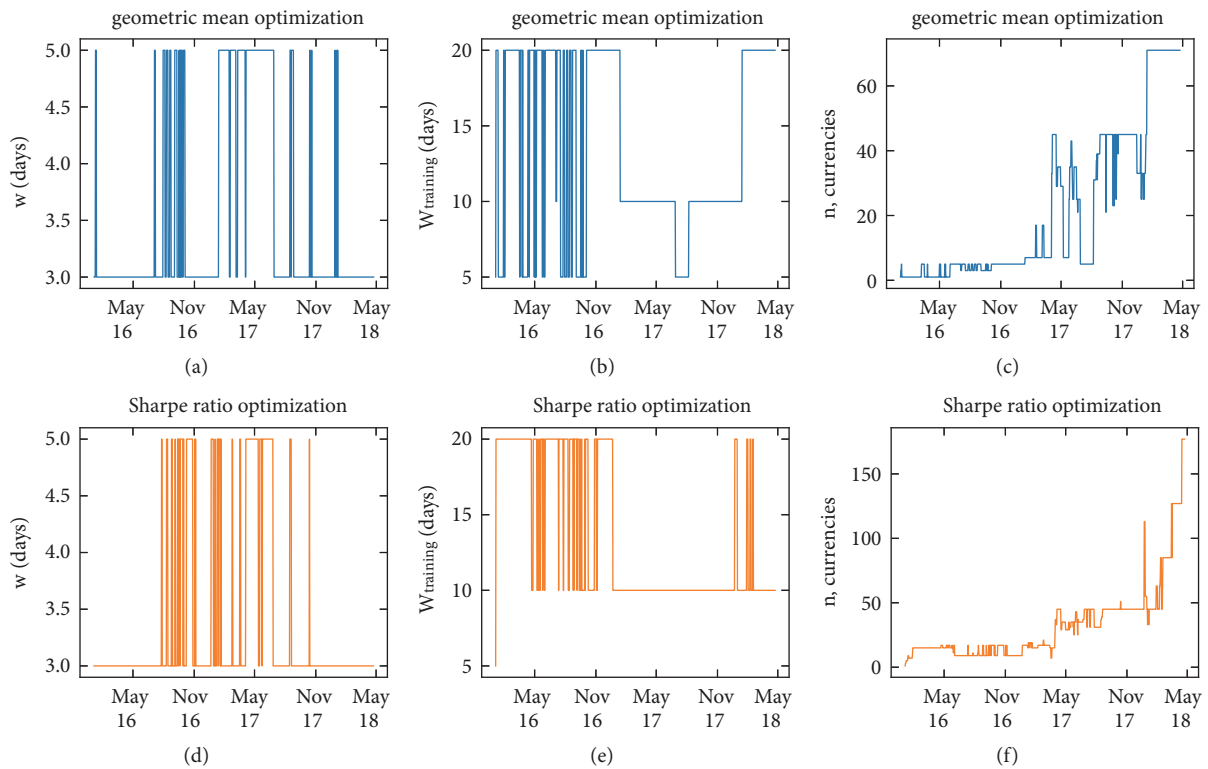 geometric mean optimization
w (days)
5.0
4.5
4.0
3.5
3.0
May Nov May Nov May
16 16 17 17 18
(a)
geometric mean optimization
Wtraining (days)
20
15
10
5
May Nov May Nov May
16 16 17 17 18
(b)
geometric mean optimization
n, currencies
60
40
20
0
May Nov May Nov May
16 16 17 17 18
(c)
Sharpe ratio optimization
w (days)
5.0
4.5
4.0
3.5
3.0
May Nov May Nov May
16 16 17 17 18
(d)
Sharpe ratio optimization
Wtraining (days)
20
15
10
5
May Nov May Nov May
16 16 17 17 18
(e)
Sharpe ratio optimization
n, currencies
150
100
50
0
May Nov May Nov May
16 16 17 17 18
(f)